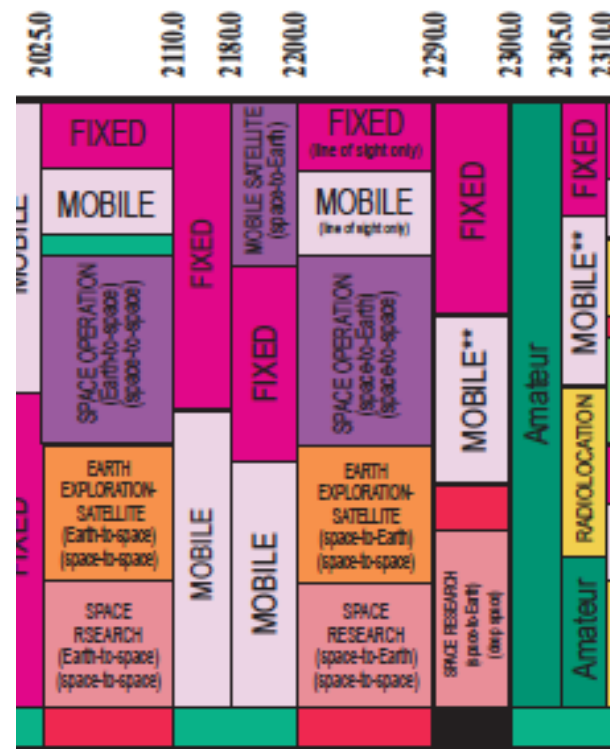 2025.0
2110.0
2180.0
2200.0
2290.0
2300.0
2305.0
2310.0
MOBILE
FIXED
FIXED
MOBILE
SPACE OPERATION
(Earth-to-space)
(space-to-space)
EARTH
EXPLORATION-
SATELLITE
(Earth-to-space)
(space-to-space)
SPACE
RSEARCH
(Earth-to-space)
(space-to-space)
FIXED
MOBILE
MOBILE SATELLITE
(space-to-Earth)
FIXED
MOBILE
FIXED
(line of sight only)
MOBILE
(line of sight only)
SPACE OPERATION
(space-to-Earth)
(space-to-space)
EARTH
EXPLORATION-
SATELLITE
(space-to-Earth)
(space-to-space)
SPACE
RESEARCH
(space-to-Earth)
(space-to-space)
FIXED
MOBILE**
SPACE RESEARCH
(space-to-Earth)
(deep space)
Amateur
FIXED
MOBILE**
RADIOLOCATION
Amateur